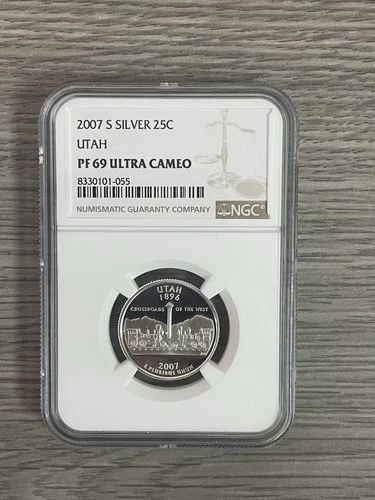 2007 S SILVER 25C
UTAH
PF 69 ULTRA CAMEO
8330101-055
NUMISMATIC GUARANTY COMPANY NGC®
UTAH
1896
CROSSROADS OF THE WEST
2007
E PLURIBUS UNUM